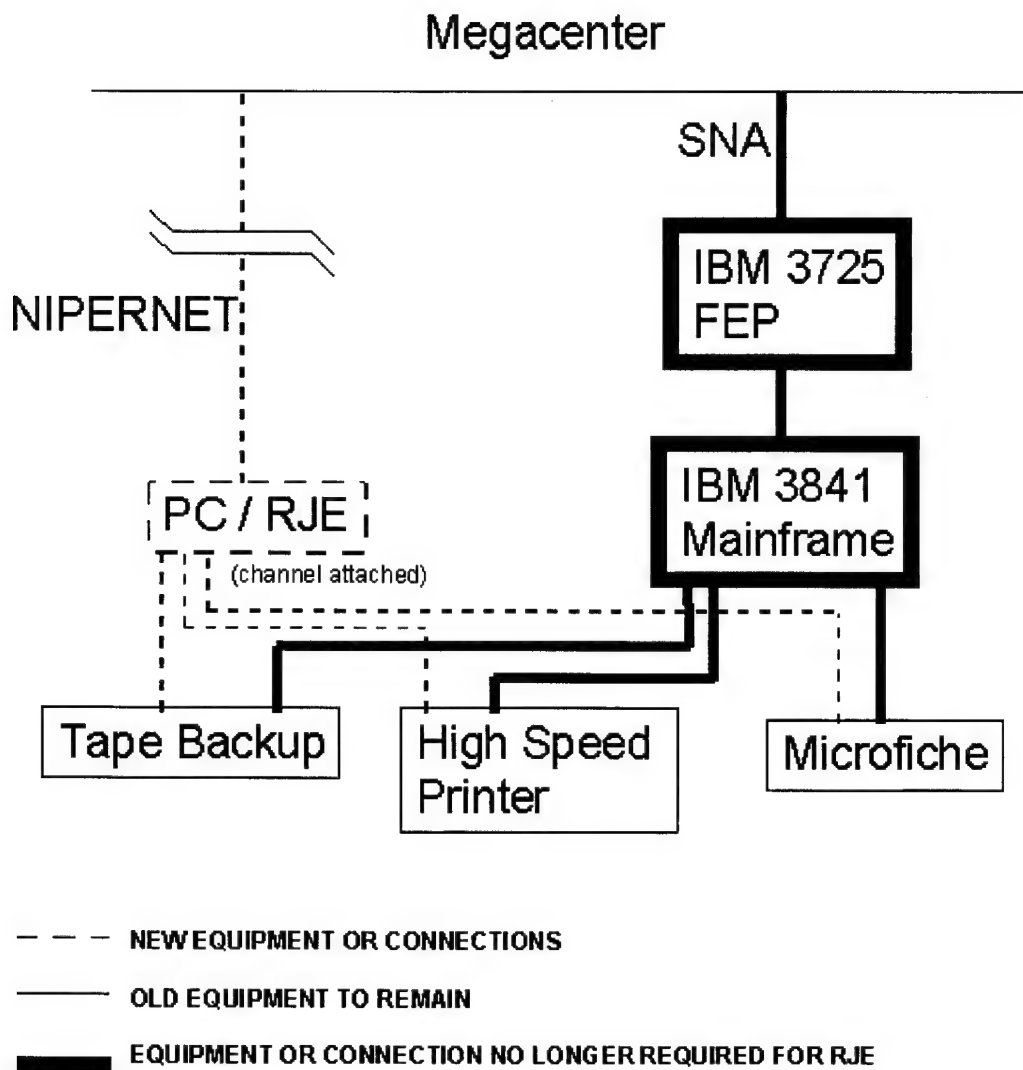 Megacenter
SNA
IBM 3725
FEP
NIPERNET
IBM 3841
Mainframe
PC / RJE
(channel attached)
Tape Backup
High Speed
Printer
Microfiche
NEW EQUIPMENT OR CONNECTIONS
OLD EQUIPMENT TO REMAIN
EQUIPMENT OR CONNECTION NO LONGER REQUIRED FOR RJE